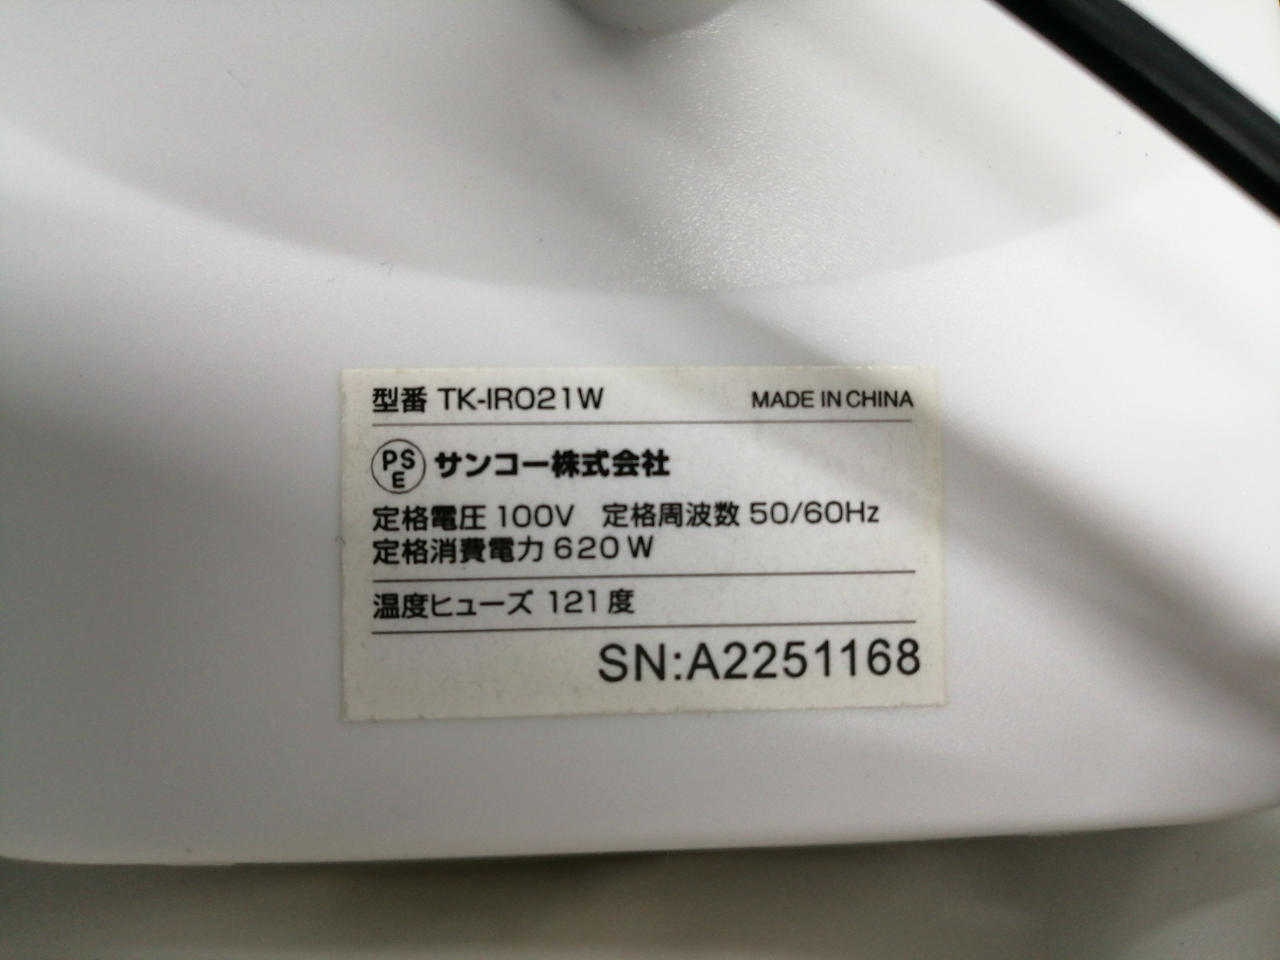 型番 TK-IR021W MADE IN CHINA
PSE サンコー株式会社
定格電圧 100V 定格周波数 50/60Hz
定格消費電力 620W
温度ヒューズ 121度
SN:A2251168